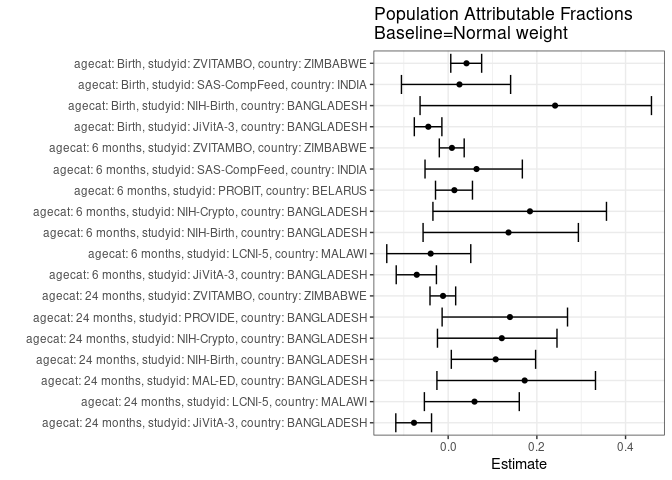 Population Attributable Fractions
Baseline=Normal weight
agecat: Birth, studyid: ZVITAMBO, country: ZIMBABWE
agecat: Birth, studyid: SAS-CompFeed, country: INDIA
agecat: Birth, studyid: NIH-Birth, country: BANGLADESH
agecat: Birth, studyid: JiVitA-3, country: BANGLADESH
agecat: 6 months, studyid: ZVITAMBO, country: ZIMBABWE
agecat: 6 months, studyid: SAS-CompFeed, country: INDIA
agecat: 6 months, studyid: PROBIT, country: BELARUS
agecat: 6 months, studyid: NIH-Crypto, country: BANGLADESH
agecat: 6 months, studyid: NIH-Birth, country: BANGLADESH
agecat: 6 months, studyid: LCNI-5, country: MALAWI
agecat: 6 months, studyid: JiVitA-3, country: BANGLADESH
agecat: 24 months, studyid: ZVITAMBO, country: ZIMBABWE
agecat: 24 months, studyid: PROVIDE, country: BANGLADESH
agecat: 24 months, studyid: NIH-Crypto, country: BANGLADESH
agecat: 24 months, studyid: NIH-Birth, country: BANGLADESH
agecat: 24 months, studyid: MAL-ED, country: BANGLADESH
agecat: 24 months, studyid: LCNI-5, country: MALAWI
agecat: 24 months, studyid: JiVitA-3, country: BANGLADESH
0.0 0.2 0.4
Estimate